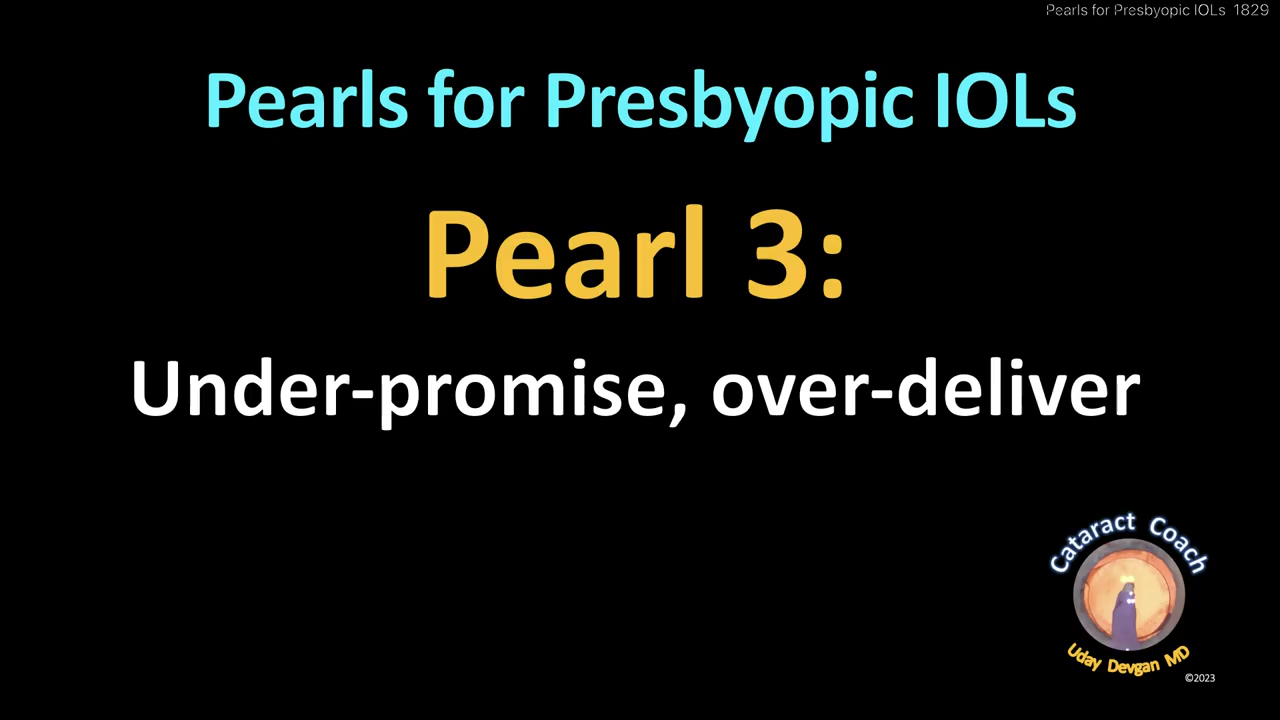 Pearls for Presbyopic IOLs 1829
Pearls for Presbyopic IOLs
Pearl 3:
Under-promise, over-deliver
Cataract Coach
Uday Devgan MD
©2023